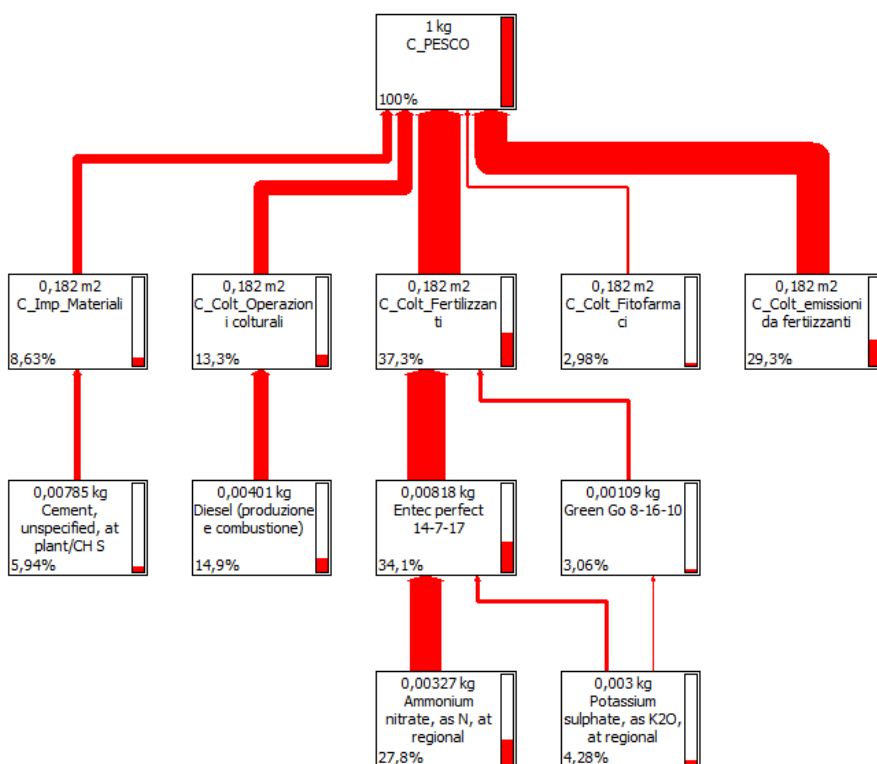 1 kg
C_PESCO
100%
0,182 m2
C_Imp_Materiali
8,63%
0,182 m2
C_Colt_Operazion
i colturali
13,3%
0,182 m2
C_Colt_Fertilizzan
ti
37,3%
0,182 m2
C_Colt_Fitofarma
ci
2,98%
0,182 m2
C_Colt_emissioni
da fertiizzanti
29,3%
0,00785 kg
Cement,
unspecified, at
plant/CH S
5,94%
0,00401 kg
Diesel (produzione
e combustione)
14,9%
0,00818 kg
Entec perfect
14-7-17
34,1%
0,00109 kg
Green Go 8-16-10
3,06%
0,00327 kg
Ammonium
nitrate, as N, at
regional
27,8%
0,003 kg
Potassium
sulphate, as K2O,
at regional
4,28%